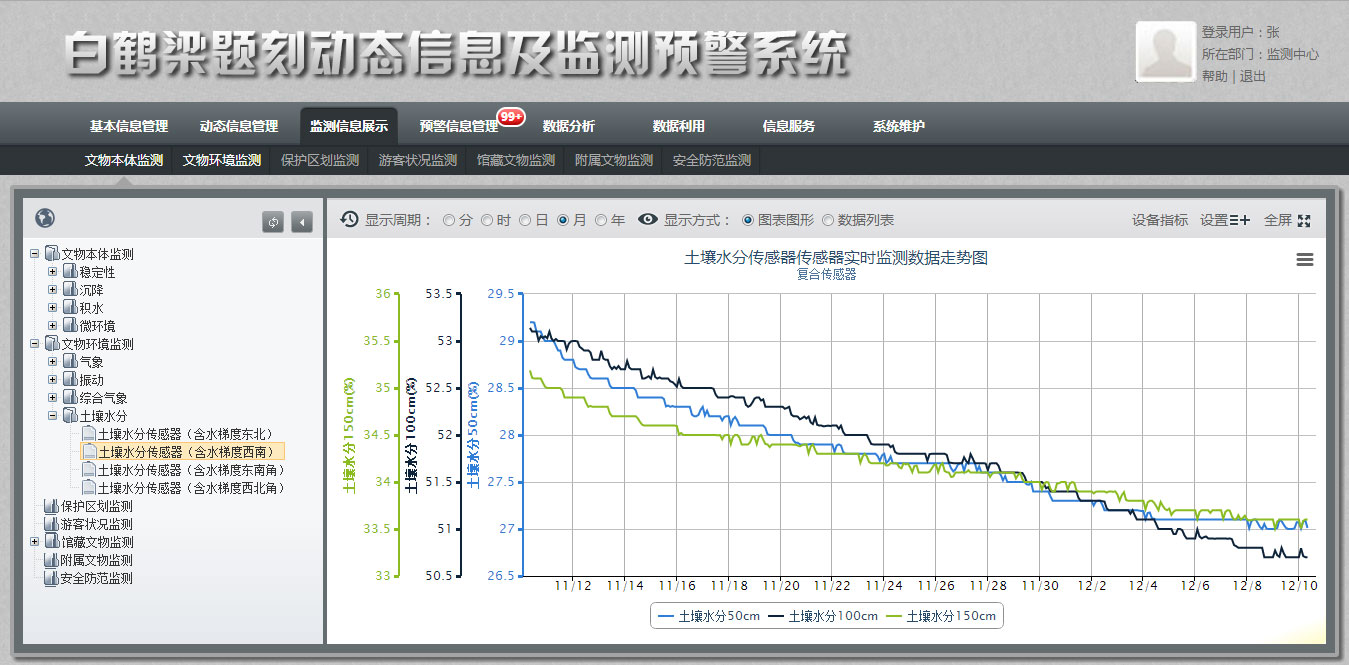 白鹤梁题刻动态信息及监测预警系统
登录用户：张
所在部门：监测中心
帮助 | 退出
基本信息管理 动态信息管理 监测信息展示 预警信息管理 99+ 数据分析 数据利用 信息服务 系统维护
文物本体监测 文物环境监测 保护区划监测 游客状况监测 馆藏文物监测 附属文物监测 安全防范监测
文物本体监测
稳定性
沉降
积水
微环境
文物环境监测
气象
振动
综合气象
土壤水分
土壤水分传感器（含水梯度东北）
土壤水分传感器（含水梯度西南）
土壤水分传感器（含水梯度东南角）
土壤水分传感器（含水梯度西北角）
保护区划监测
游客状况监测
馆藏文物监测
附属文物监测
安全防范监测
显示周期： 分 时 日 月 年 显示方式： 图表图形 数据列表 设备指标 设置 全屏
土壤水分传感器传感器实时监测数据走势图
复合传感器
土壤水分150cm(%)
36
35.5
35
34.5
34
33.5
33
土壤水分100cm(%)
53.5
53
52.5
52
51.5
51
50.5
土壤水分50cm(%)
29.5
29
28.5
28
27.5
27
26.5
11/12 11/14 11/16 11/18 11/20 11/22 11/24 11/26 11/28 11/30 12/2 12/4 12/6 12/8 12/10
土壤水分50cm 土壤水分100cm 土壤水分150cm